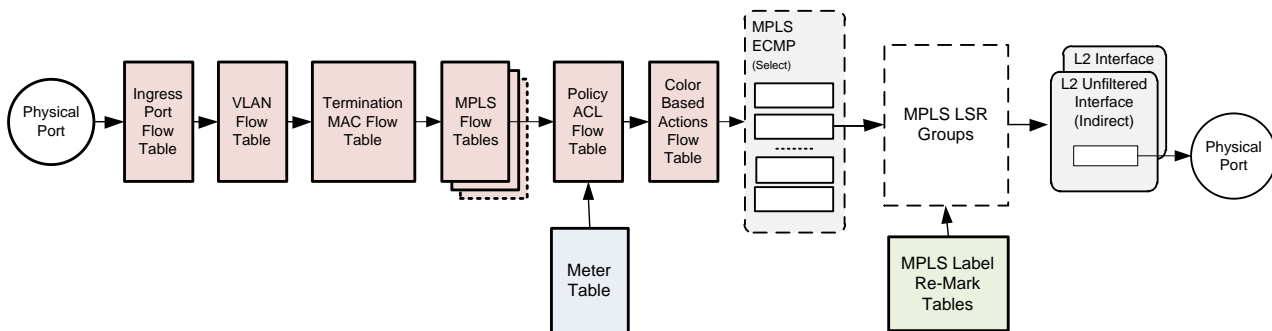 Physical
Port
Ingress
Port
Flow
Table
VLAN
Flow
Table
Termination
MAC Flow
Table
MPLS
Flow
Tables
Policy
ACL
Flow
Table
Color
Based
Actions
Flow
Table
MPLS
ECMP
(Select)
MPLS LSR
Groups
L2 Interface
L2 Unfiltered
Interface
(Indirect)
Physical
Port
Meter
Table
MPLS Label
Re-Mark
Tables